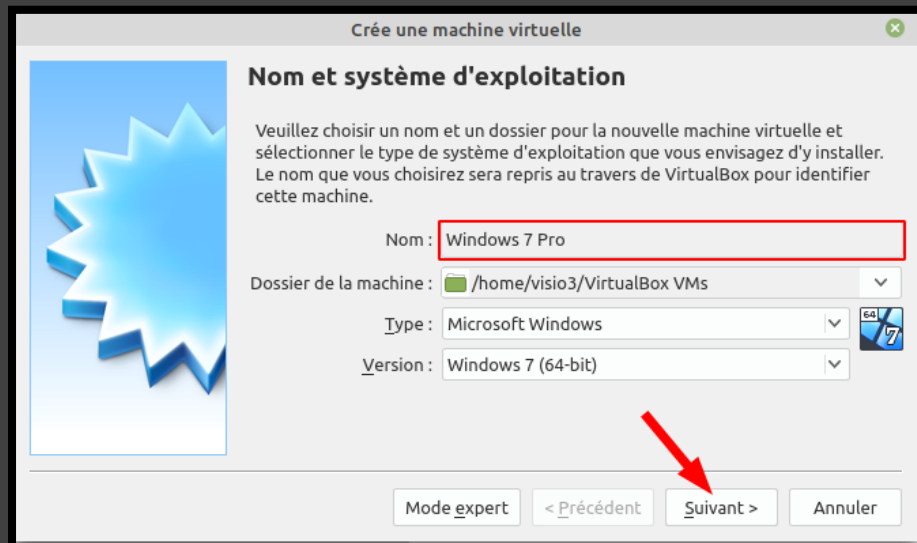 Crée une machine virtuelle
Nom et système d'exploitation
Veuillez choisir un nom et un dossier pour la nouvelle machine virtuelle et
sélectionner le type de système d'exploitation que vous envisagez d'y installer.
Le nom que vous choisirez sera repris au travers de VirtualBox pour identifier
cette machine.
Nom : Windows 7 Pro
Dossier de la machine : /home/visio3/VirtualBox VMs
Type : Microsoft Windows
64
7
Version : Windows 7 (64-bit)
Mode expert < Précédent Suivant > Annuler